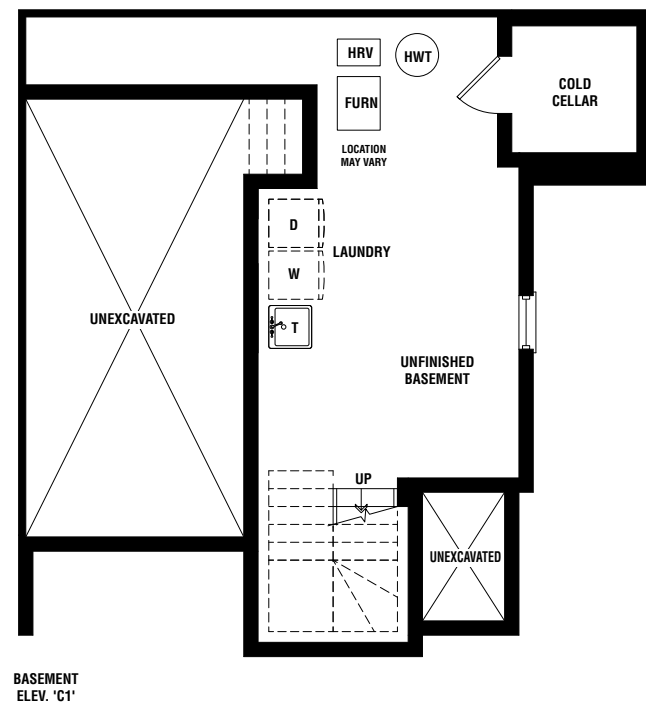 HRV
HWT
FURN
COLD
CELLAR
LOCATION
MAY VARY
D
LAUNDRY
W
UNEXCAVATED
T
UNFINISHED
BASEMENT
UP
UNEXCAVATED
BASEMENT
ELEV. 'C1'